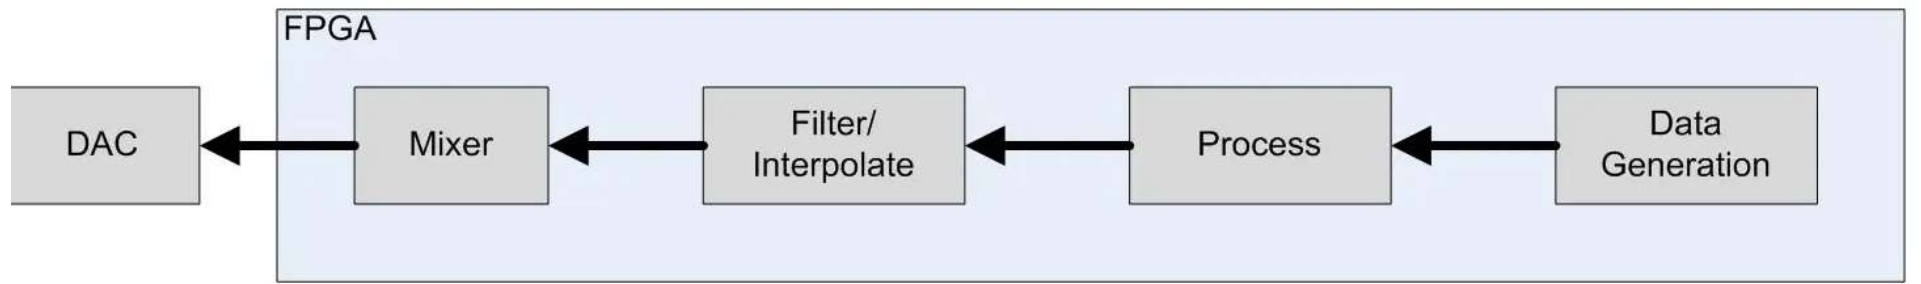 FPGA
DAC
Mixer
Filter/
Interpolate
Process
Data
Generation